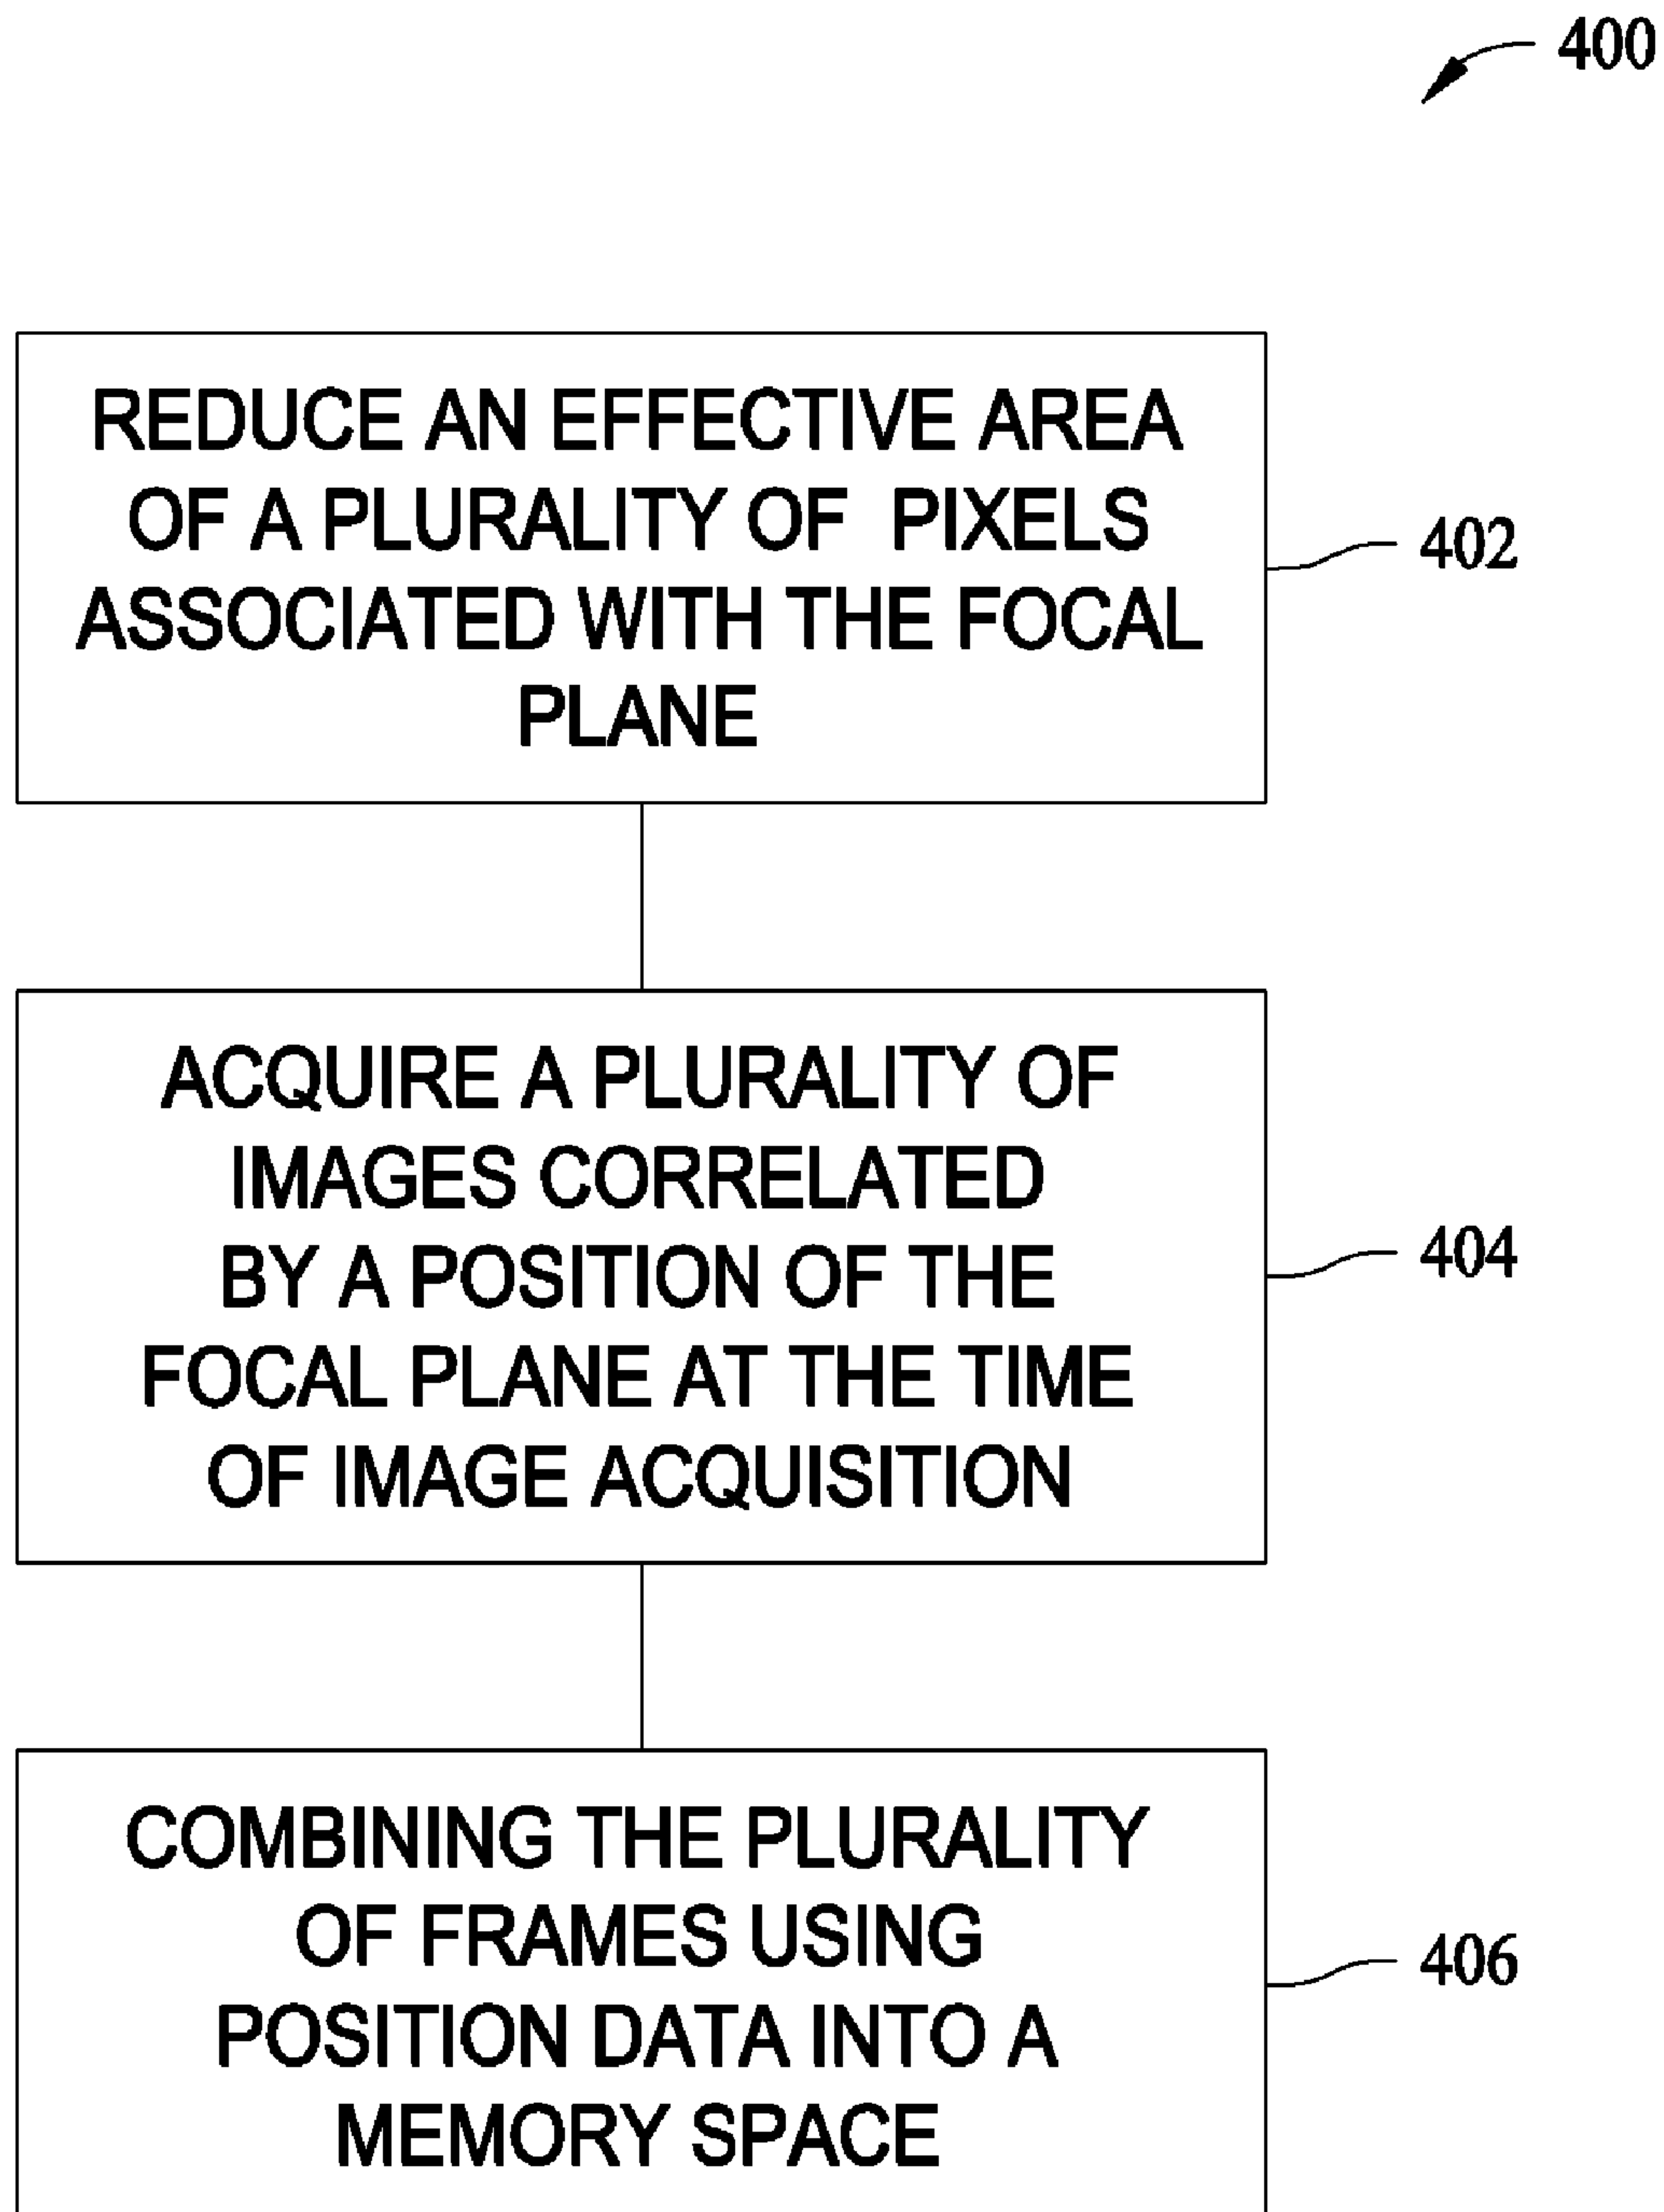 400
REDUCE AN EFFECTIVE AREA
OF A PLURALITY OF PIXELS
ASSOCIATED WITH THE FOCAL
PLANE
402
ACQUIRE A PLURALITY OF
IMAGES CORRELATED
BY A POSITION OF THE
FOCAL PLANE AT THE TIME
OF IMAGE ACQUISITION
404
COMBINING THE PLURALITY
OF FRAMES USING
POSITION DATA INTO A
MEMORY SPACE
406